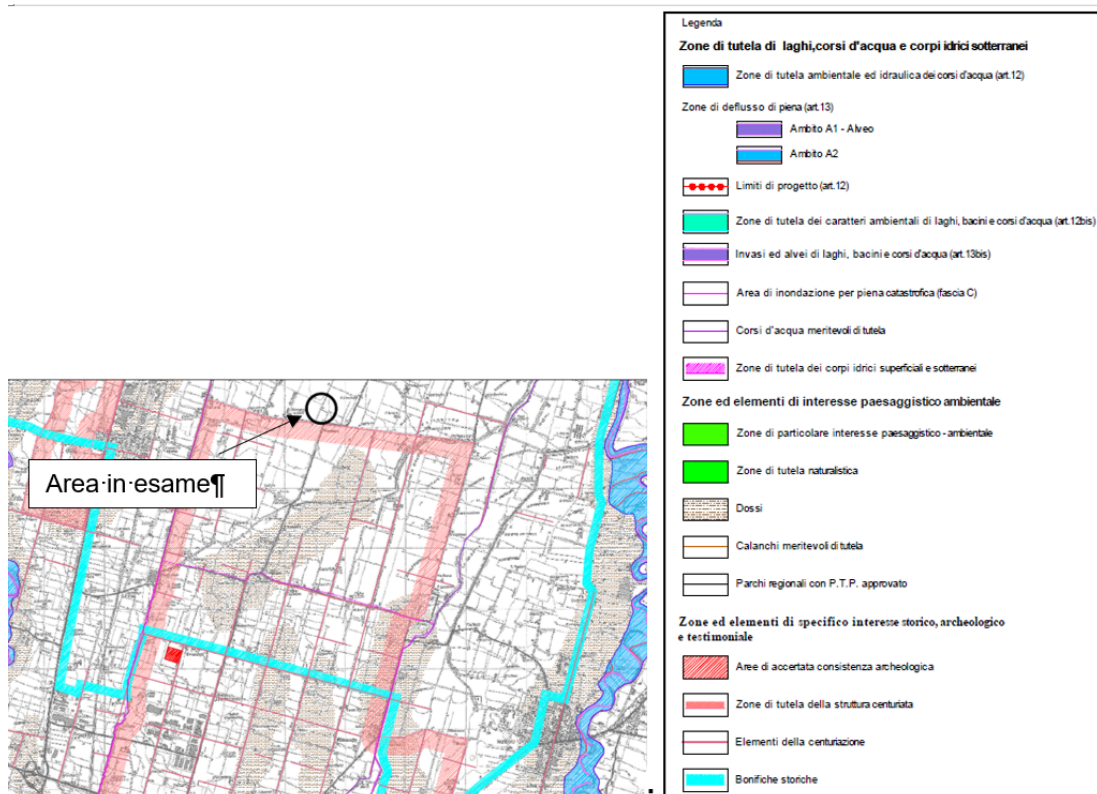 Legenda
Zone di tutela di laghi,corsi d'acqua e corpi idrici sotterranei
Zone di tutela ambientale ed idraulica dei corsi d'acqua (art.12)
Zone di deflusso di piena (art.13)
Ambito A1 - Alveo
Ambito A2
Limiti di progetto (art.12)
Zone di tutela dei caratteri ambientali di laghi, bacini e corsi d'acqua (art.12bis)
Invasi ed alvei di laghi, bacini e corsi d'acqua (art.13bis)
Area di inondazione per piena catastrofica (fascia C)
Corsi d'acqua meritevoli di tutela
Zone di tutela dei corpi idrici superficiali e sotterranei
Zone ed elementi di interesse paesaggistico ambientale
Zone di particolare interesse paesaggistico - ambientale
Zone di tutela naturalistica
Dossi
Calanchi meritevoli di tutela
Parchi regionali con P.T.P. approvato
Zone ed elementi di specifico interesse storico, archeologico
e testimoniale
Aree di accertata consistenza archeologica
Zone di tutela della struttura centuriata
Elementi della centuriazione
Bonifiche storiche
Area·in·esame¶